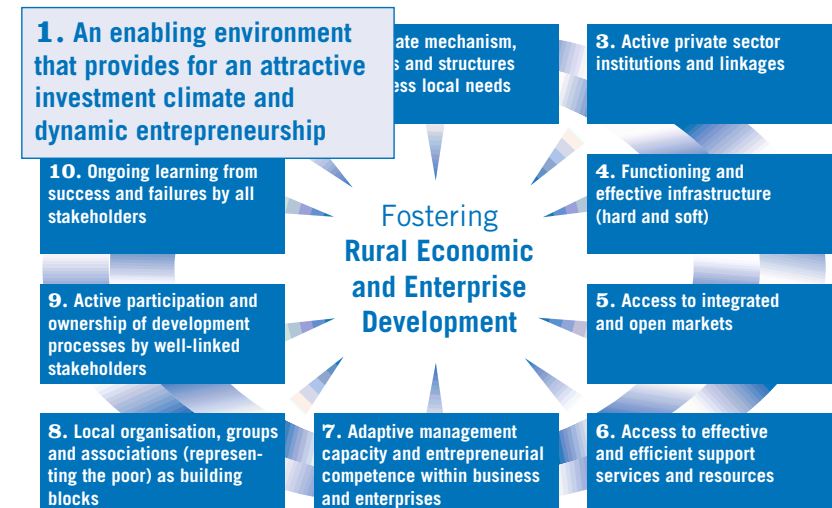 1. An enabling environment
that provides for an attractive
investment climate and
dynamic entrepreneurship
mechanism,
and structures
local needs
3. Active private sector
institutions and linkages
4. Functioning and
effective infrastructure
(hard and soft)
5. Access to integrated
and open markets
6. Access to effective
and efficient support
services and resources
7. Adaptive management
capacity and entrepreneurial
competence within business
and enterprises
8. Local organisation, groups
and associations (represen-
ting the poor) as building
blocks
9. Active participation and
ownership of development
processes by well-linked
stakeholders
10. Ongoing learning from
success and failures by all
stakeholders
Fostering
Rural Economic
and Enterprise
Development